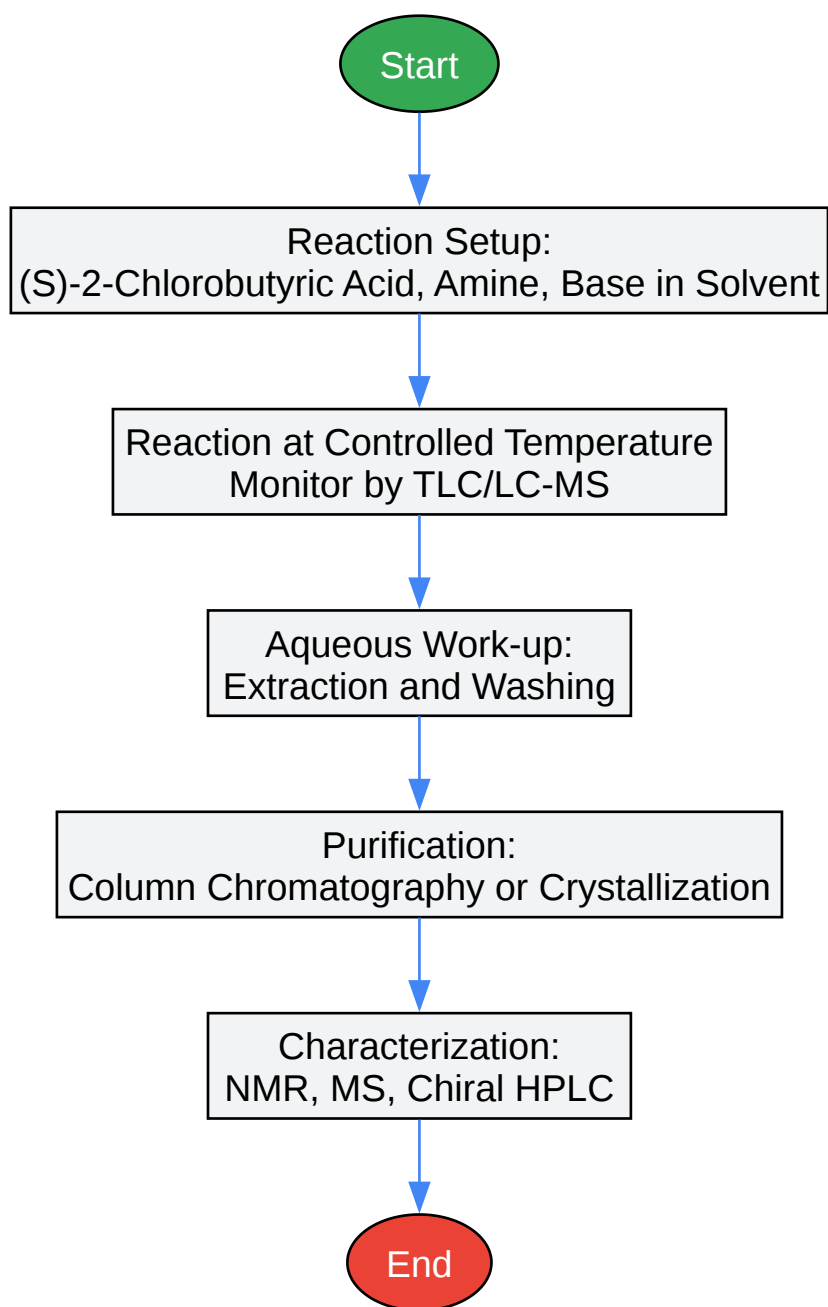 Start
Reaction Setup:
(S)-2-Chlorobutyric Acid, Amine, Base in Solvent
Reaction at Controlled Temperature
Monitor by TLC/LC-MS
Aqueous Work-up:
Extraction and Washing
Purification:
Column Chromatography or Crystallization
Characterization:
NMR, MS, Chiral HPLC
End